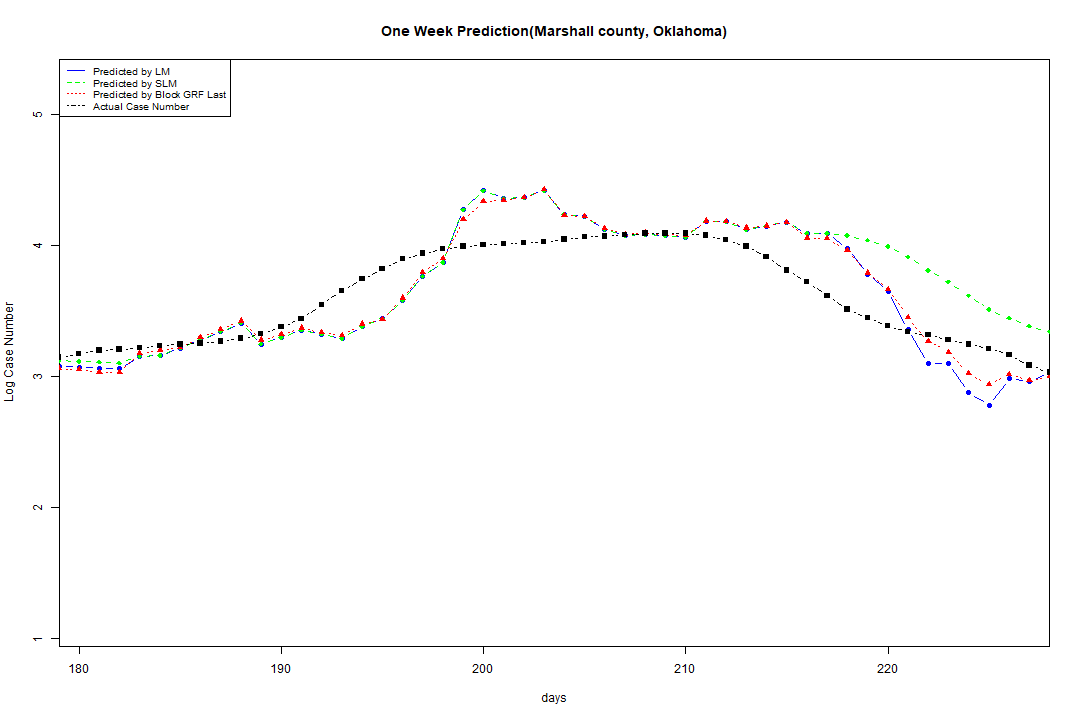 One Week Prediction(Marshall county, Oklahoma)
Predicted by LM
Predicted by SLM
Predicted by Block GRF Last
Actual Case Number
5
4
3
2
1
Log Case Number
180 190 200 210 220
days